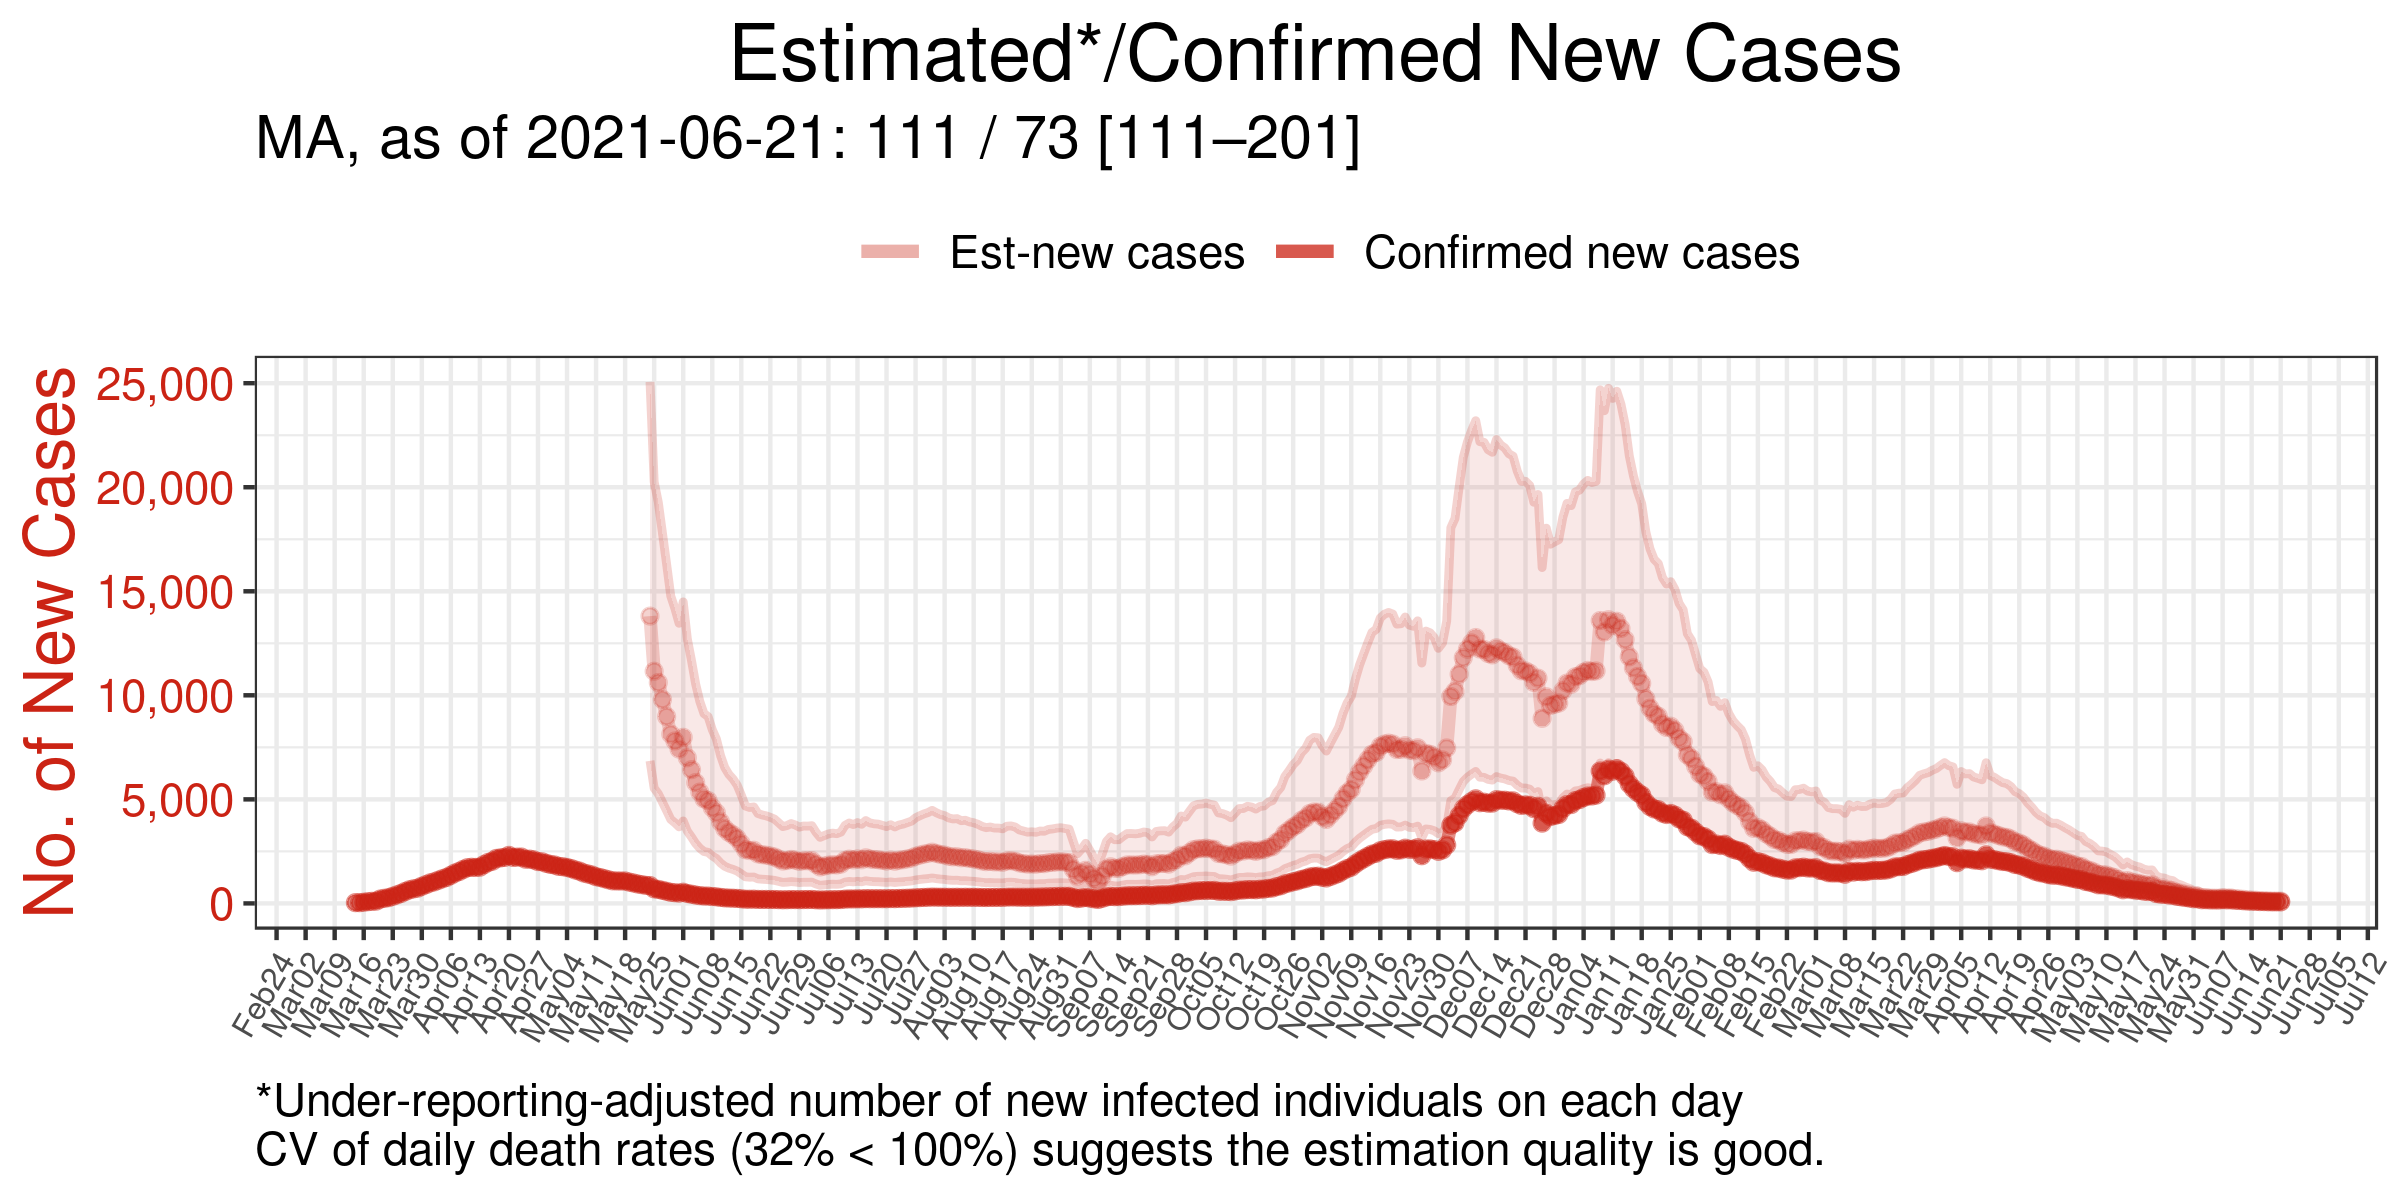 Estimated*/Confirmed New Cases
MA, as of 2021-06-21: 111 / 73 [111–201]
Est-new cases
Confirmed new cases
No. of New Cases
25,000
20,000
15,000
10,000
5,000
0
Feb24
Mar02
Mar09
Mar16
Mar23
Mar30
Apr06
Apr13
Apr20
Apr27
May04
May11
May18
May25
Jun01
Jun08
Jun15
Jun22
Jun29
Jul06
Jul13
Jul20
Jul27
Aug03
Aug10
Aug17
Aug24
Aug31
Sep07
Sep14
Sep21
Sep28
Oct05
Oct12
Oct19
Oct26
Nov02
Nov09
Nov16
Nov23
Nov30
Dec07
Dec14
Dec21
Dec28
Jan04
Jan11
Jan18
Jan25
Feb01
Feb08
Feb15
Feb22
Mar01
Mar08
Mar15
Mar22
Mar29
Apr05
Apr12
Apr19
Apr26
May03
May10
May17
May24
May31
Jun07
Jun14
Jun21
Jun28
Jul05
Jul12
*Under-reporting-adjusted number of new infected individuals on each day
CV of daily death rates (32% < 100%) suggests the estimation quality is good.